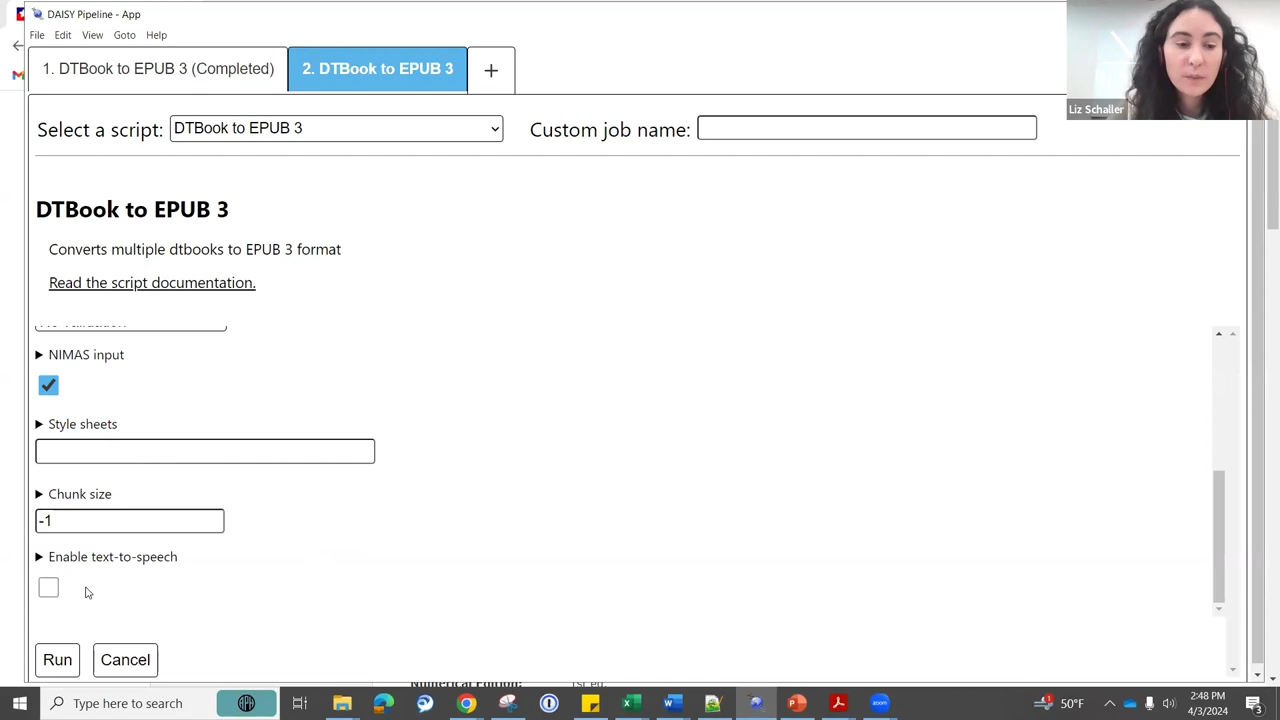 DAISY Pipeline - App
File Edit View Goto Help
1. DTBook to EPUB 3 (Completed)
2. DTBook to EPUB 3
+
Select a script: DTBook to EPUB 3
Custom job name:
Liz Schaller
DTBook to EPUB 3
Converts multiple dtbooks to EPUB 3 format
Read the script documentation.
NIMAS input
Style sheets
Chunk size
-1
Enable text-to-speech
Run
Cancel
Type here to search
50°F
2:48 PM
4/3/2024